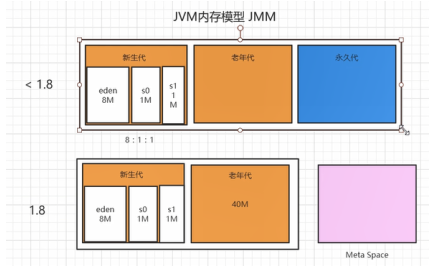 JVM内存模型 JMM
< 1.8
新生代
老年代
永久代
eden
8M
s0
1M
s1
1
M
8 : 1 : 1
1.8
新生代
老年代
eden
8M
s0
1M
s1
1M
40M
Meta Space